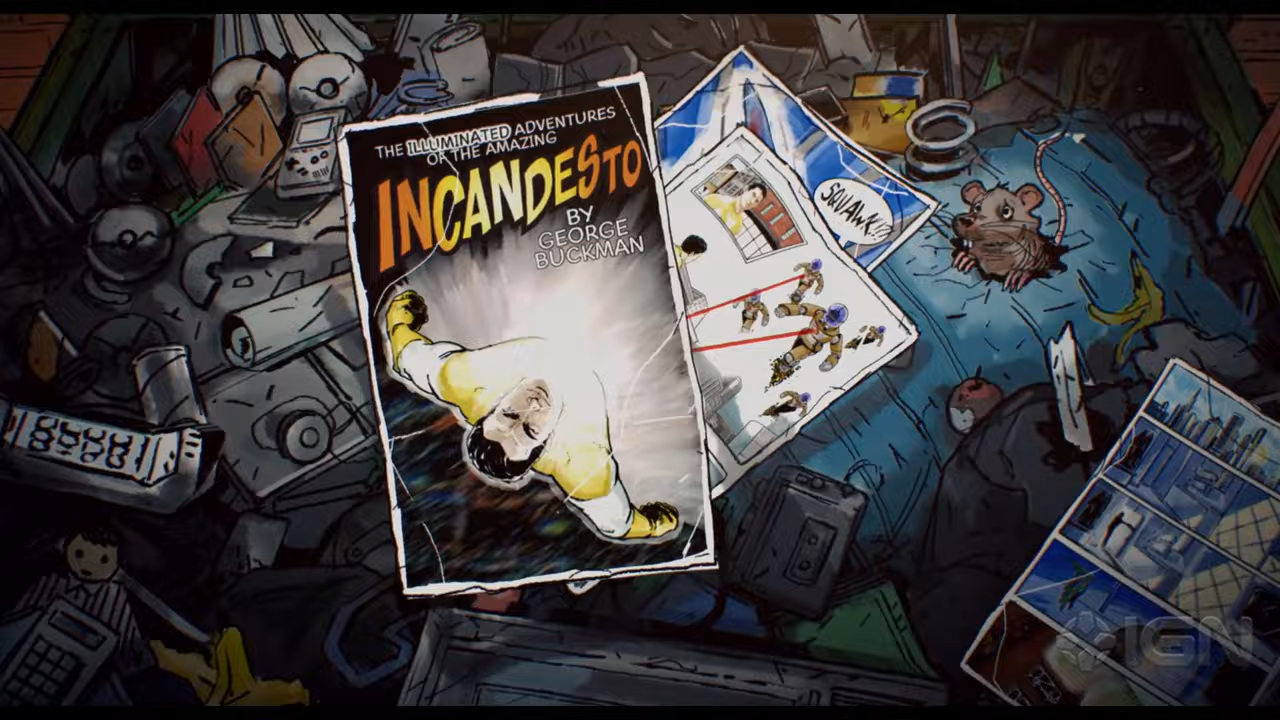 THE ILLUMINATED ADVENTURES
OF THE AMAZING
INCANDESTO
BY
GEORGE
BUCKMAN
SQUAWK!!!
IGN